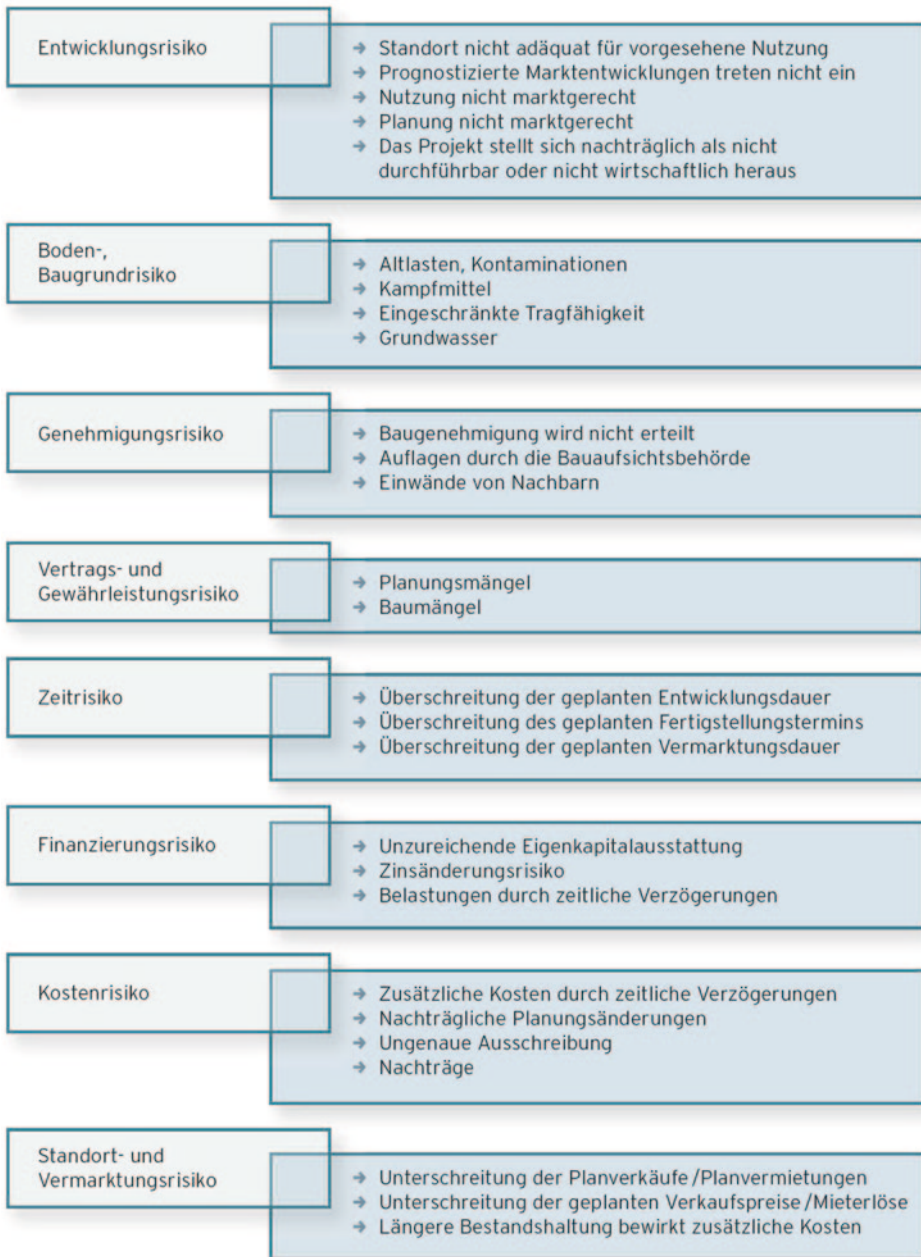 Entwicklungsrisiko
→ Standort nicht adäquat für vorgesehene Nutzung
→ Prognostizierte Marktentwicklungen treten nicht ein
→ Nutzung nicht marktgerecht
→ Planung nicht marktgerecht
→ Das Projekt stellt sich nachträglich als nicht
durchführbar oder nicht wirtschaftlich heraus
Boden-,
Baugrundrisiko
→ Altlasten, Kontaminationen
→ Kampfmittel
→ Eingeschränkte Tragfähigkeit
→ Grundwasser
Genehmigungsrisiko
→ Baugenehmigung wird nicht erteilt
→ Auflagen durch die Bauaufsichtsbehörde
→ Einwände von Nachbarn
Vertrags- und
Gewährleistungsrisiko
→ Planungsmängel
→ Baumängel
Zeitrisiko
→ Überschreitung der geplanten Entwicklungsdauer
→ Überschreitung des geplanten Fertigstellungstermins
→ Überschreitung der geplanten Vermarktungsdauer
Finanzierungsrisiko
→ Unzureichende Eigenkapitalausstattung
→ Zinsänderungsrisiko
→ Belastungen durch zeitliche Verzögerungen
Kostenrisiko
→ Zusätzliche Kosten durch zeitliche Verzögerungen
→ Nachträgliche Planungsänderungen
→ Ungenaue Ausschreibung
→ Nachträge
Standort- und
Vermarktungsrisiko
→ Unterschreitung der Planverkäufe/Planvermietungen
→ Unterschreitung der geplanten Verkaufspreise/Mieterlöse
→ Längere Bestandshaltung bewirkt zusätzliche Kosten